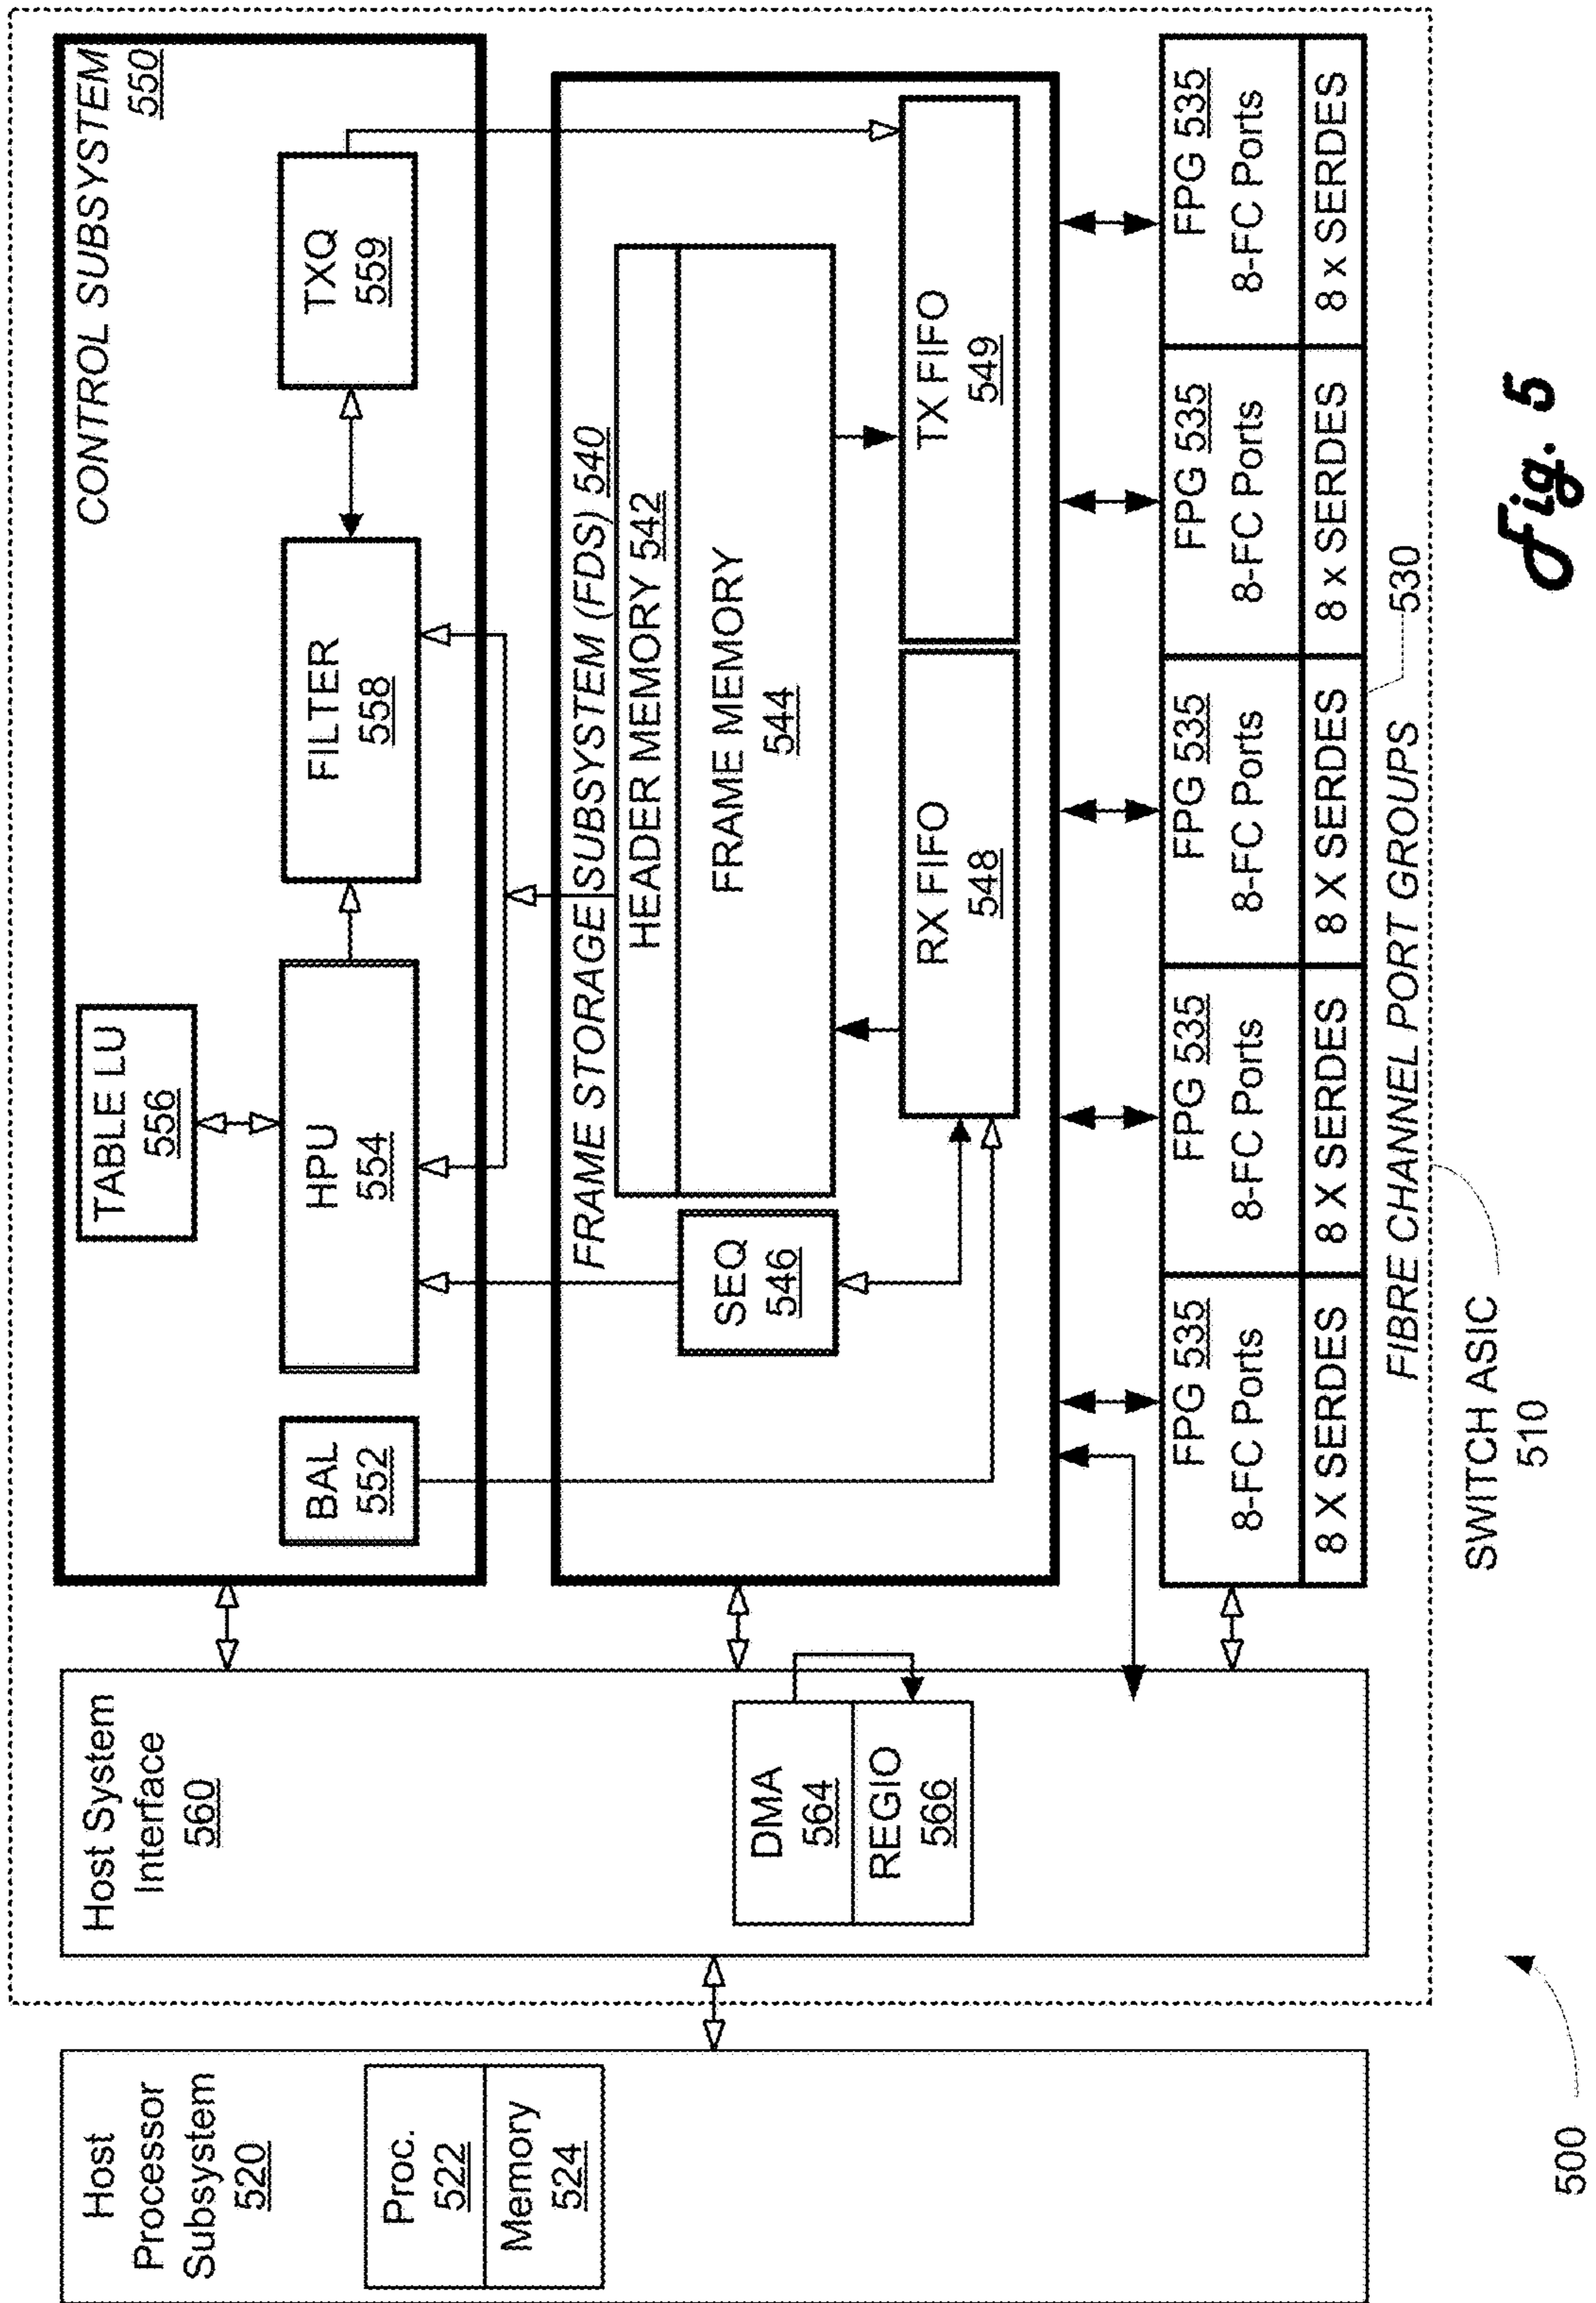 Host
Processor
Subsystem
520
Proc.
522
Memory
524
Host System
Interface
560
DMA
564
REGIO
566
CONTROL SUBSYSTEM
550
BAL
552
TABLE LU
556
HPU
554
FILTER
558
TXQ
559
FRAME STORAGE SUBSYSTEM (FDS) 540
HEADER MEMORY 542
FRAME MEMORY
544
SEQ
546
RX FIFO
548
TX FIFO
549
FPG 535
8-FC Ports
8 X SERDES
FPG 535
8-FC Ports
8 X SERDES
FPG 535
8-FC Ports
8 X SERDES
FPG 535
8-FC Ports
8 x SERDES
FPG 535
8-FC Ports
8 x SERDES
FIBRE CHANNEL PORT GROUPS
530
SWITCH ASIC
510
500
Fig. 5